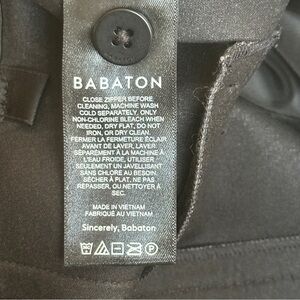 BABATON
CLOSE ZIPPER BEFORE
CLEANING, MACHINE WASH
COLD SEPARATELY, ONLY
NON-CHLORINE BLEACH WHEN
NEEDED, DRY FLAT, DO NOT
IRON, OR DRY CLEAN.
FERMER LA FERMETURE ÉCLAIR
AVANT DE LAVER, LAVER
SÉPARÉMENT À LA MACHINE À
L'EAU FROIDE, UTILISER
SEULEMENT UN JAVELLISANT
SANS CHLORE AU BESOIN,
SÉCHER À PLAT, NE PAS
REPASSER, OU NETTOYER À
SEC.
MADE IN VIETNAM
FABRIQUÉ AU VIETNAM
Sincerely, Babaton